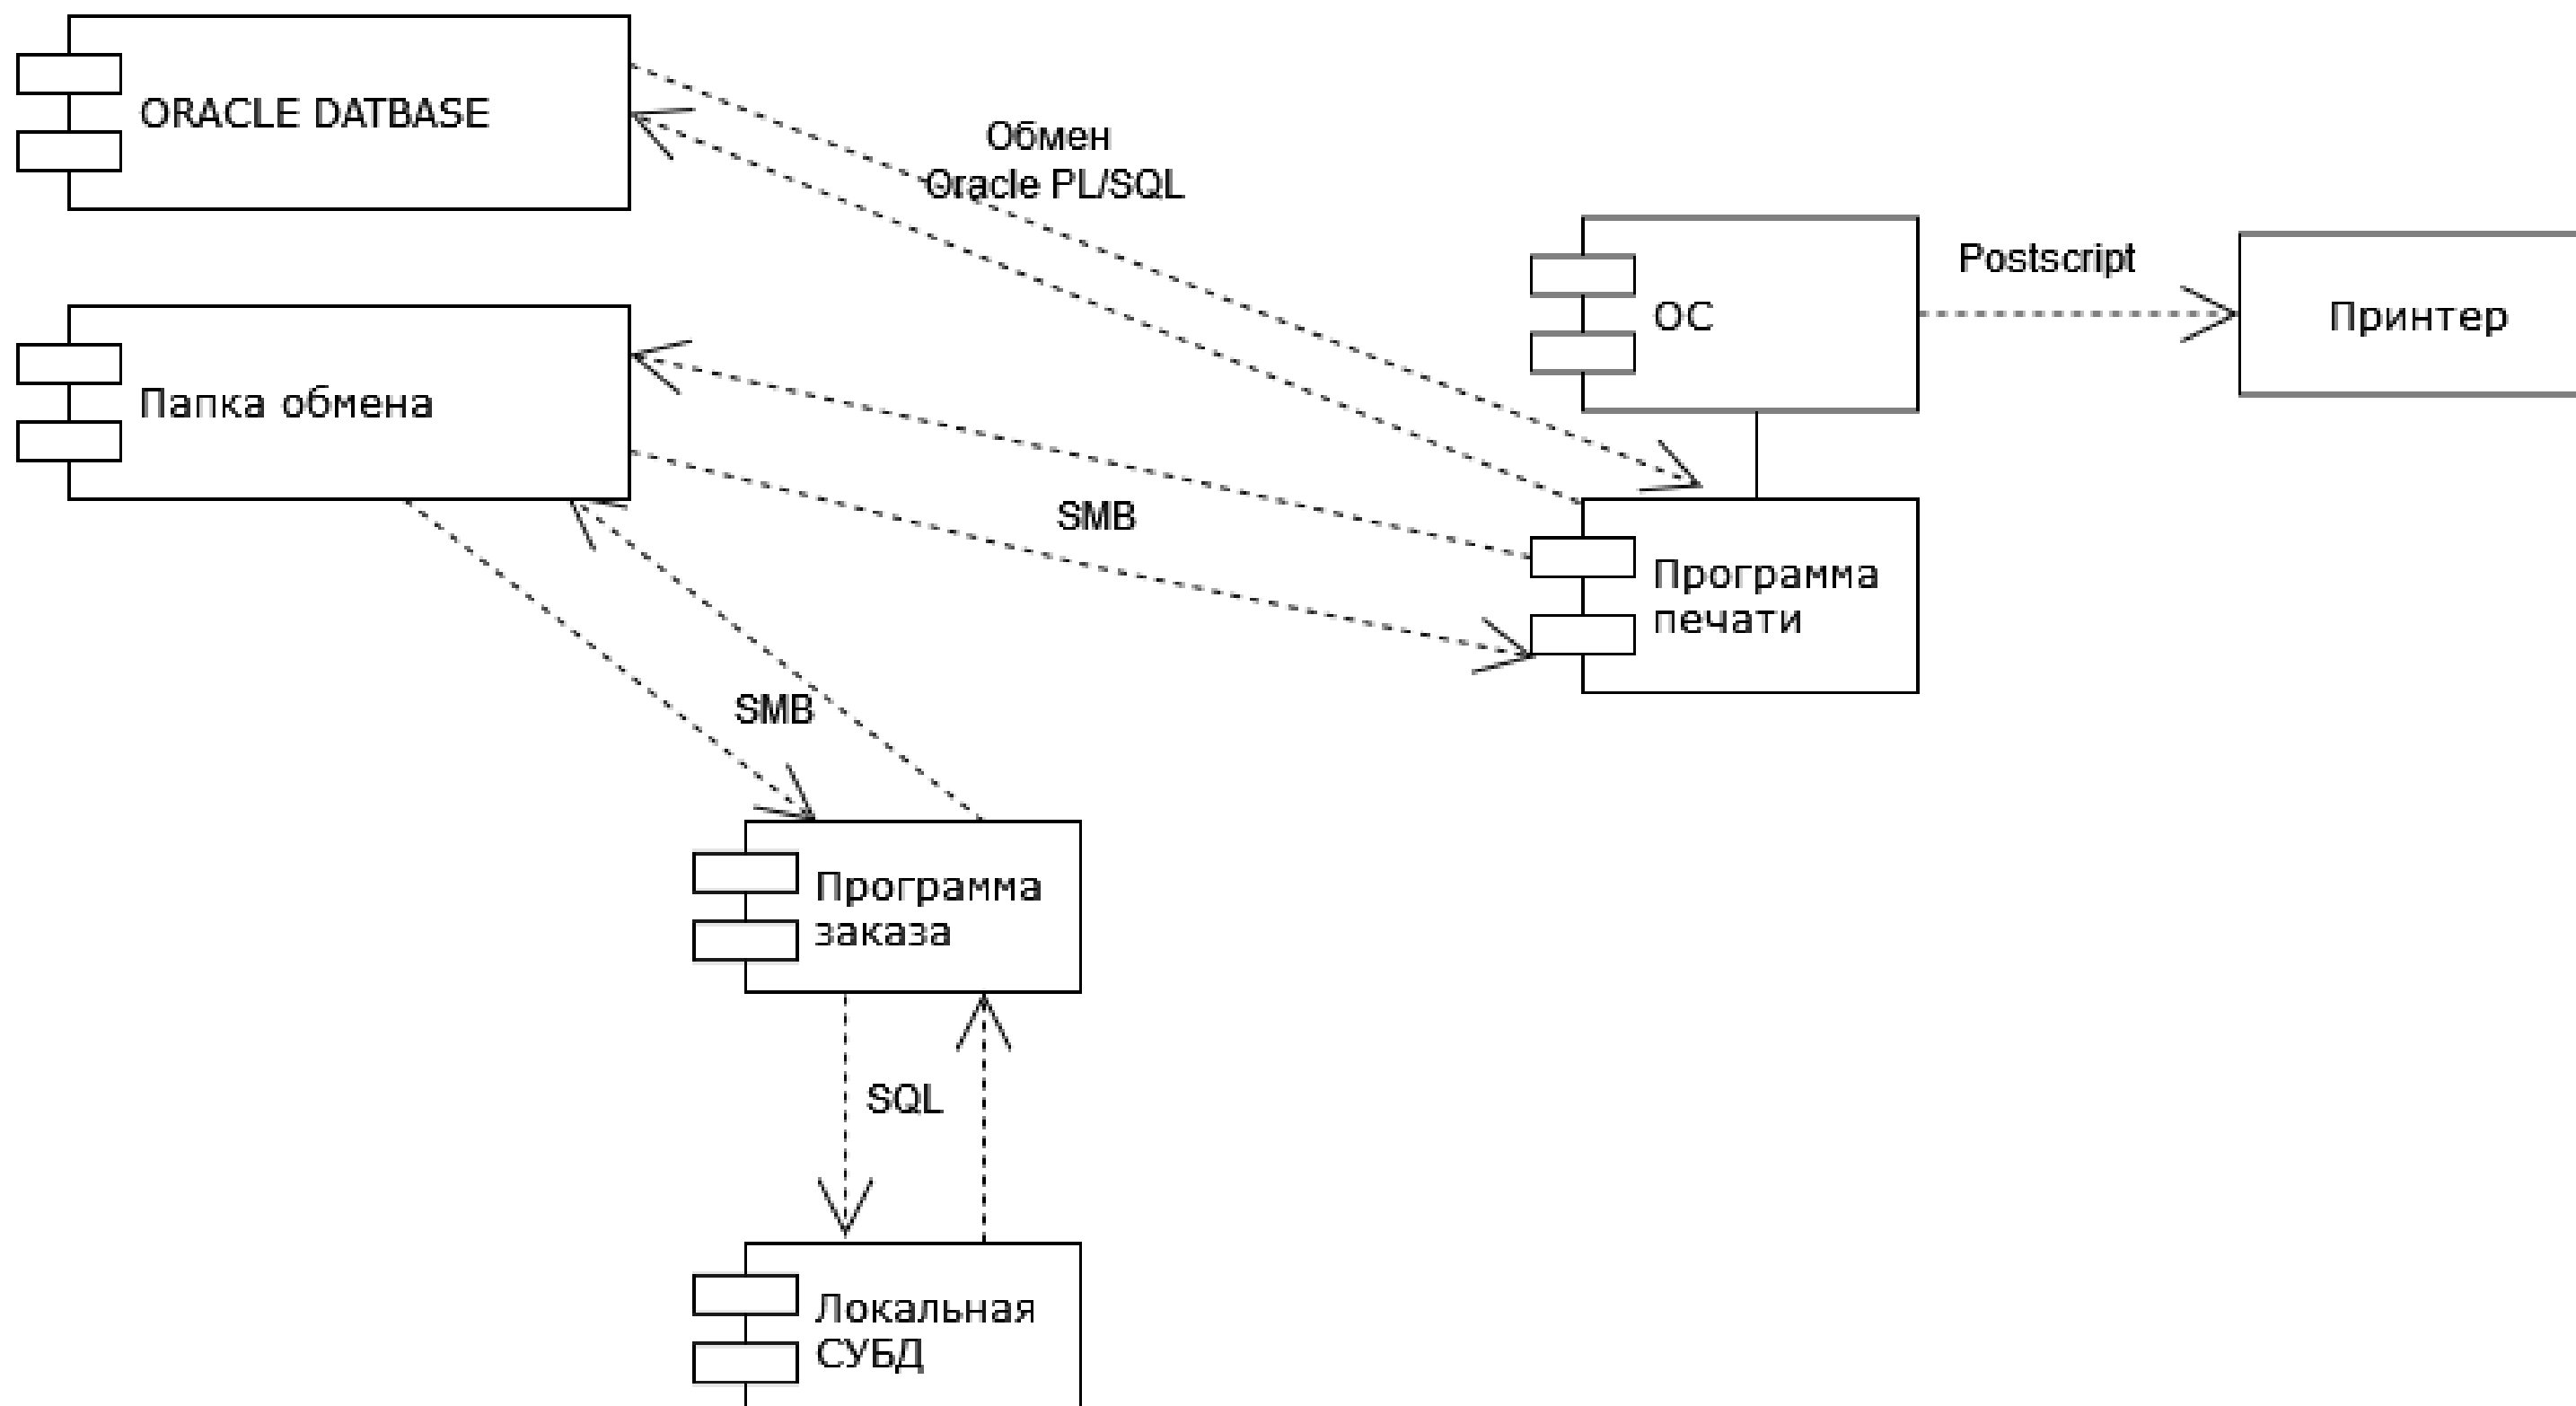 ORACLE DATBASE
Обмен
Oracle PL/SQL
Postscript
ОС
Принтер
Папка обмена
SMB
Программа
печати
SMB
Программа
заказа
SQL
Локальная
СУБД